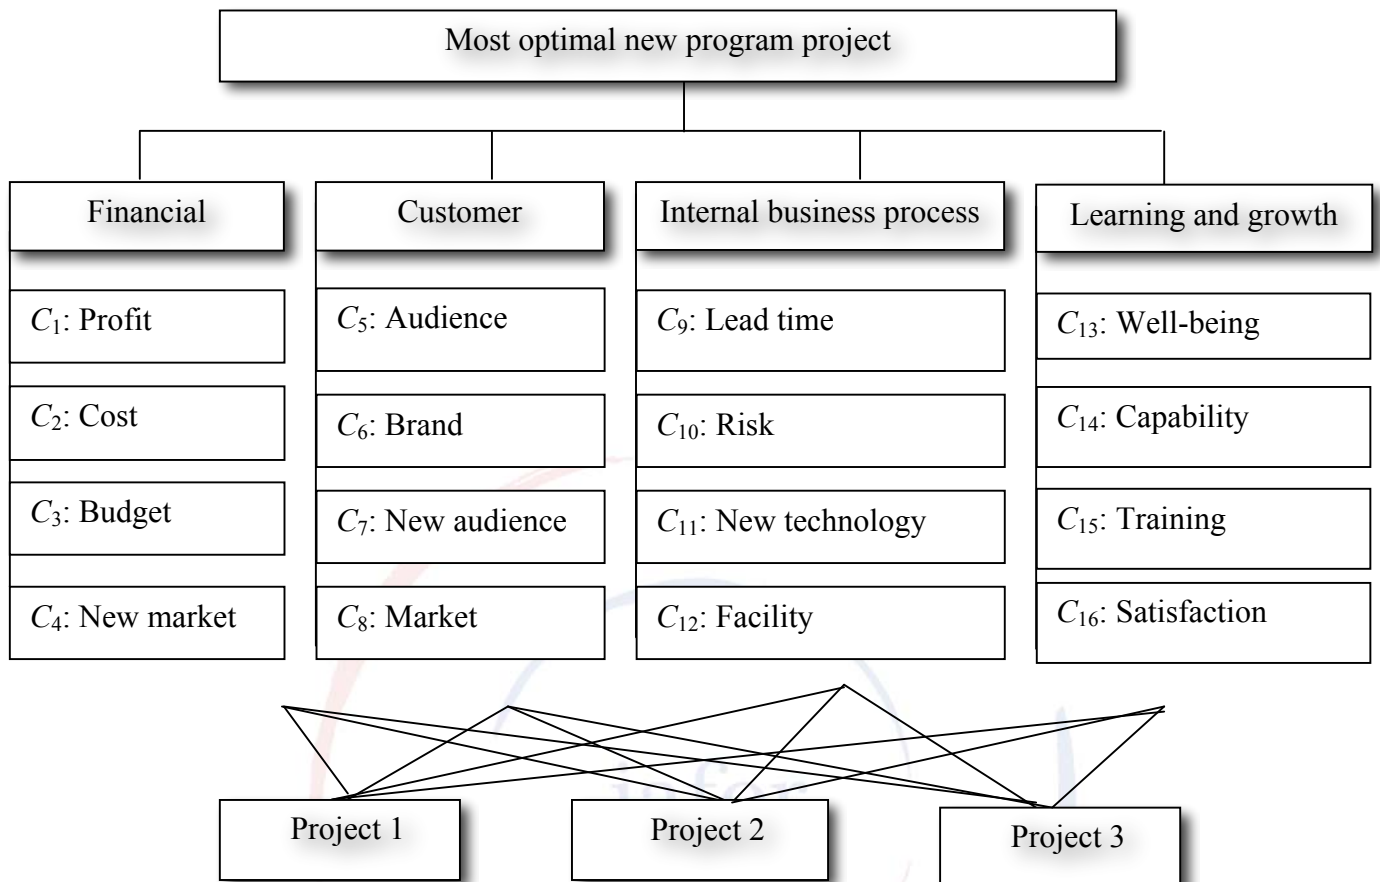 Most optimal new program project
Financial
Customer
Internal business process
Learning and growth
C1: Profit
C2: Cost
C3: Budget
C4: New market
C5: Audience
C6: Brand
C7: New audience
C8: Market
C9: Lead time
C10: Risk
C11: New technology
C12: Facility
C13: Well-being
C14: Capability
C15: Training
C16: Satisfaction
Project 1
Project 2
Project 3